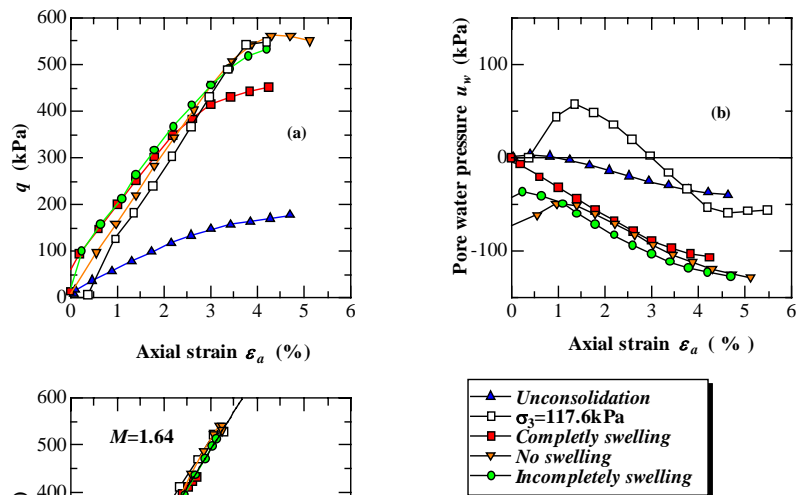 600
500
400
300
200
100
0
q (kPa)
(a)
0 1 2 3 4 5 6
Axial strain εa (%)
100
0
-100
Pore water pressure uw (kPa)
(b)
0 1 2 3 4 5 6
Axial strain εa ( % )
600
500
400
M=1.64
Unconsolidation
σ3=117.6kPa
Completly swelling
No swelling
Incompletely swelling